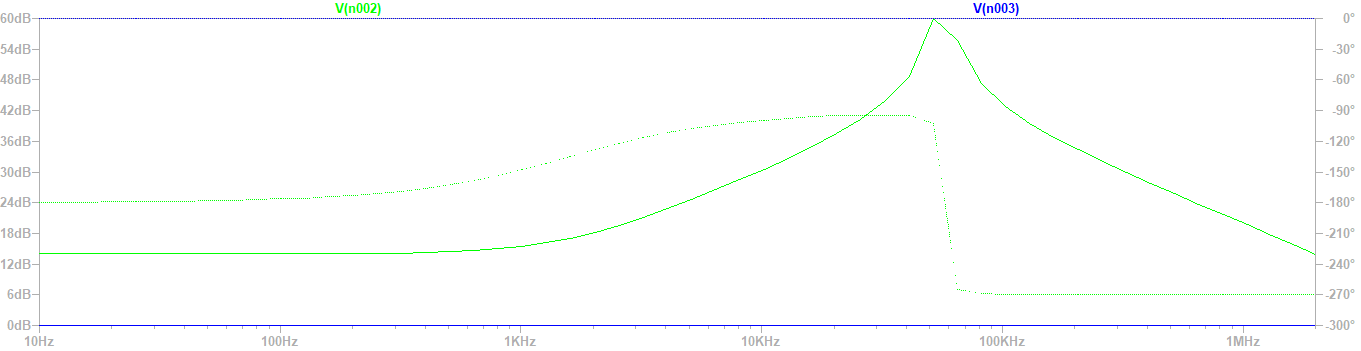 V(n002) V(n003)
60dB 0°
54dB -30°
48dB -60°
42dB -90°
36dB -120°
30dB -150°
24dB -180°
18dB -210°
12dB -240°
6dB -270°
0dB -300°
10Hz 100Hz 1KHz 10KHz 100KHz 1MHz